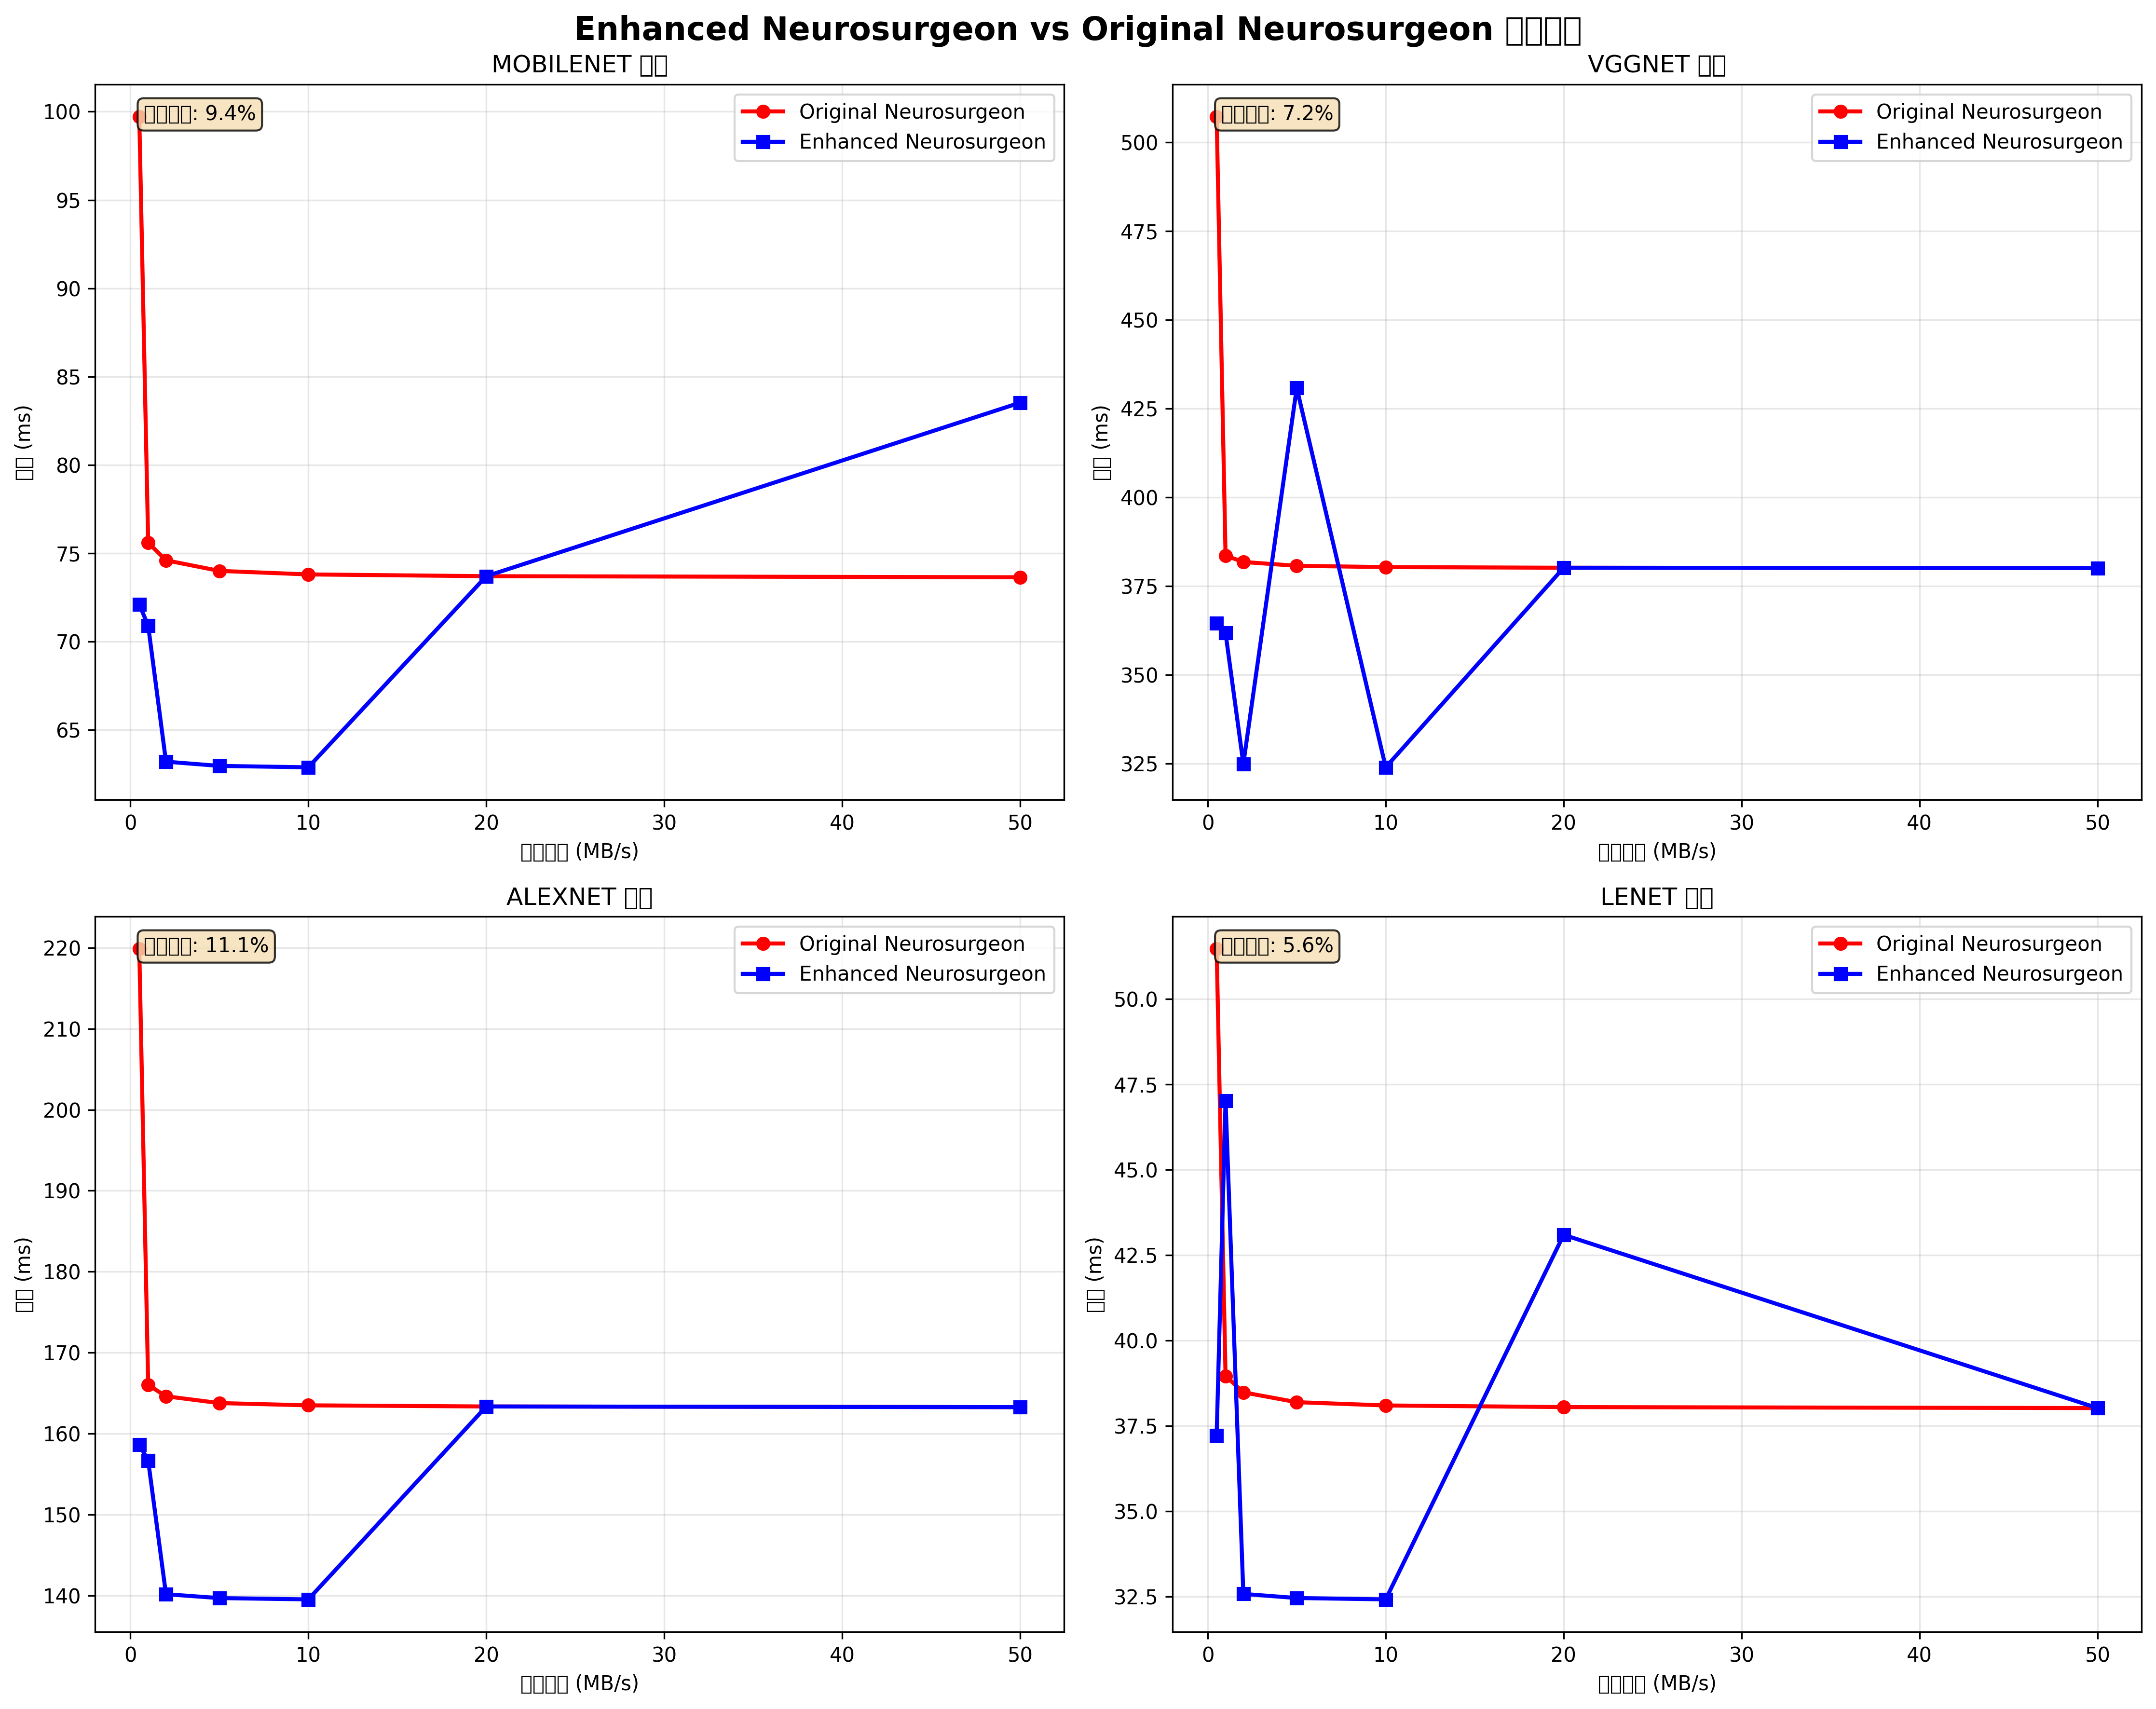 Enhanced Neurosurgeon vs Original Neurosurgeon
MOBILENET
9.4%
Original Neurosurgeon
Enhanced Neurosurgeon
100
95
90
85
80
75
70
65
(ms)
0 10 20 30 40 50
(MB/s)
VGGNET
7.2%
Original Neurosurgeon
Enhanced Neurosurgeon
500
475
450
425
400
375
350
325
(ms)
0 10 20 30 40 50
(MB/s)
ALEXNET
11.1%
Original Neurosurgeon
Enhanced Neurosurgeon
220
210
200
190
180
170
160
150
140
(ms)
0 10 20 30 40 50
(MB/s)
LENET
5.6%
Original Neurosurgeon
Enhanced Neurosurgeon
50.0
47.5
45.0
42.5
40.0
37.5
35.0
32.5
(ms)
0 10 20 30 40 50
(MB/s)